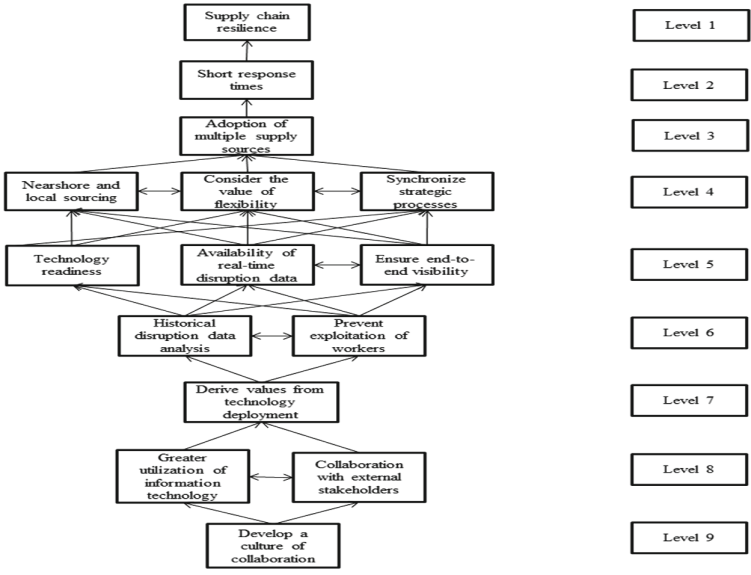 Supply chain
resilience
Level 1
Short response
times
Level 2
Adoption of
multiple supply
sources
Level 3
Nearshore and
local sourcing
Consider the
value of
flexibility
Synchronize
strategic
processes
Level 4
Technology
readiness
Availability of
real-time
disruption data
Ensure end-to-
end visibility
Level 5
Historical
disruption data
analysis
Prevent
exploitation of
workers
Level 6
Derive values from
technology
deployment
Level 7
Greater
utilization of
information
technology
Collaboration
with external
stakeholders
Level 8
Develop a
culture of
collaboration
Level 9